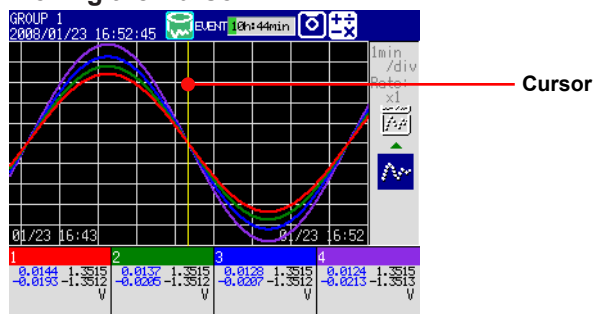 GROUP 1
2008/01/23 16:52:45 EVENT 10h:44min
1min
/div
Rate:
x1
Cursor
01/23 16:43 01/23 16:52
1 2 3 4
0.0144 1.3515 0.0137 1.3515 0.0128 1.3515 0.0124 1.3515
-0.0193 -1.3512 -0.0205 -1.3512 -0.0207 -1.3512 -0.0213 -1.3513
V V V V